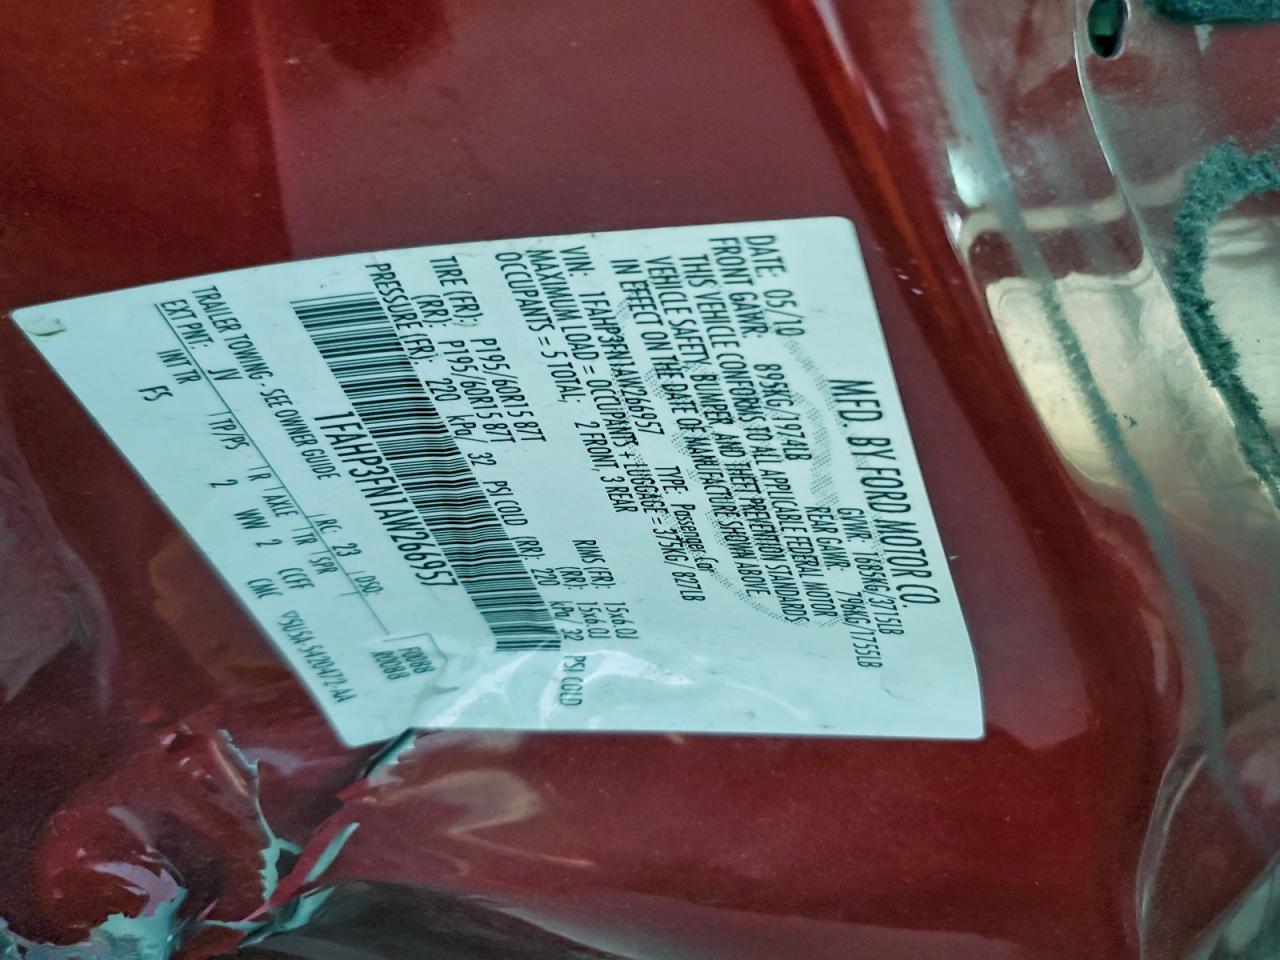 MFD. BY FORD MOTOR CO.
DATE: 05/10 GVWR: 1685KG/3715LB
FRONT GAWR: 895KG/1974LB REAR GAWR: 796KG/1755LB
THIS VEHICLE CONFORMS TO ALL APPLICABLE FEDERAL MOTOR
VEHICLE SAFETY, BUMPER, AND THEFT PREVENTION STANDARDS
IN EFFECT ON THE DATE OF MANUFACTURE SHOWN ABOVE.
VIN: 1FAHP3FN1AW266957 TYPE: Passenger
MAXIMUM LOAD = OCCUPANTS + LUGGAGE = 375KG/ 827LB
OCCUPANTS = 5 TOTAL: 2 FRONT, 3 REAR
TIRE (FR): P195/60R15 87T RIMS (FR): 15x6.0J
(RR): P195/60R15 87T (RR): 15x6.0J
PRESSURE (FR): 220 kPa/ 32 PSI COLD (RR): 220 kPa/ 32 PSI COLD
1FAHP3FN1AW266957
TRAILER TOWING - SEE OWNER GUIDE
EXT PNT: JV RC: 23 DSO: F0088
R0088
INT TR TP/PS R AXLE TR SPR
FS 2 WW 2 CCFF CNC